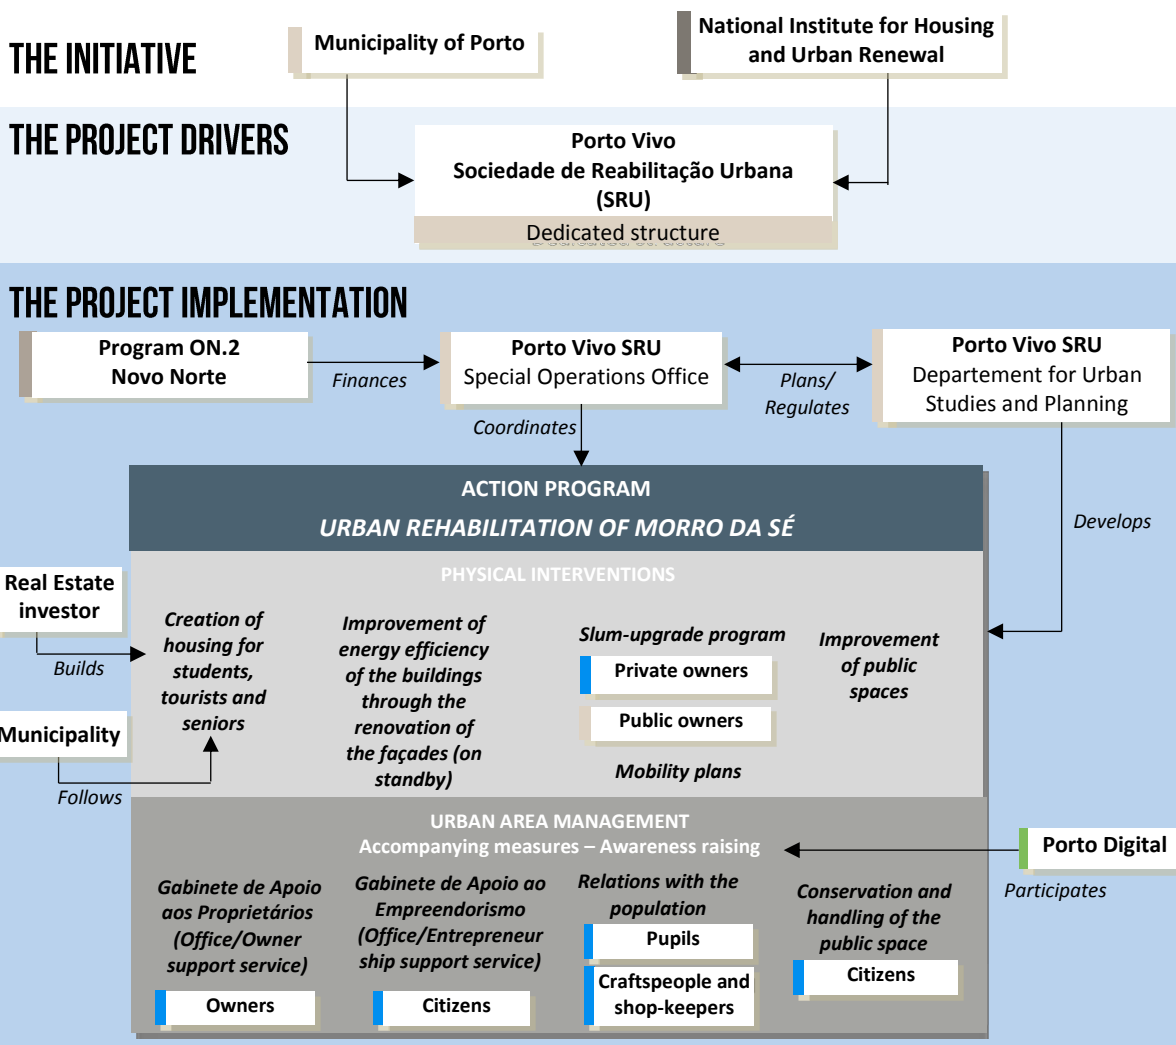 THE INITIATIVE
Municipality of Porto
National Institute for Housing
and Urban Renewal
THE PROJECT DRIVERS
Porto Vivo
Sociedade de Reabilitação Urbana
(SRU)
Dedicated structure
THE PROJECT IMPLEMENTATION
Program ON.2
Novo Norte
Finances
Porto Vivo SRU
Special Operations Office
Plans/
Regulates
Porto Vivo SRU
Departement for Urban
Studies and Planning
Coordinates
Develops
ACTION PROGRAM
URBAN REHABILITATION OF MORRO DA SÉ
PHYSICAL INTERVENTIONS
Real Estate
investor
Builds
Municipality
Follows
Creation of
housing for
students,
tourists and
seniors
Improvement of
energy efficiency
of the buildings
through the
renovation of
the façades (on
standby)
Slum-upgrade program
Private owners
Public owners
Mobility plans
Improvement
of public
spaces
URBAN AREA MANAGEMENT
Accompanying measures – Awareness raising
Porto Digital
Participates
Gabinete de Apoio
aos Proprietários
(Office/Owner
support service)
Owners
Gabinete de Apoio ao
Empreendorismo
(Office/Entrepreneur
ship support service)
Citizens
Relations with the
population
Pupils
Craftspeople and
shop-keepers
Conservation and
handling of the
public space
Citizens